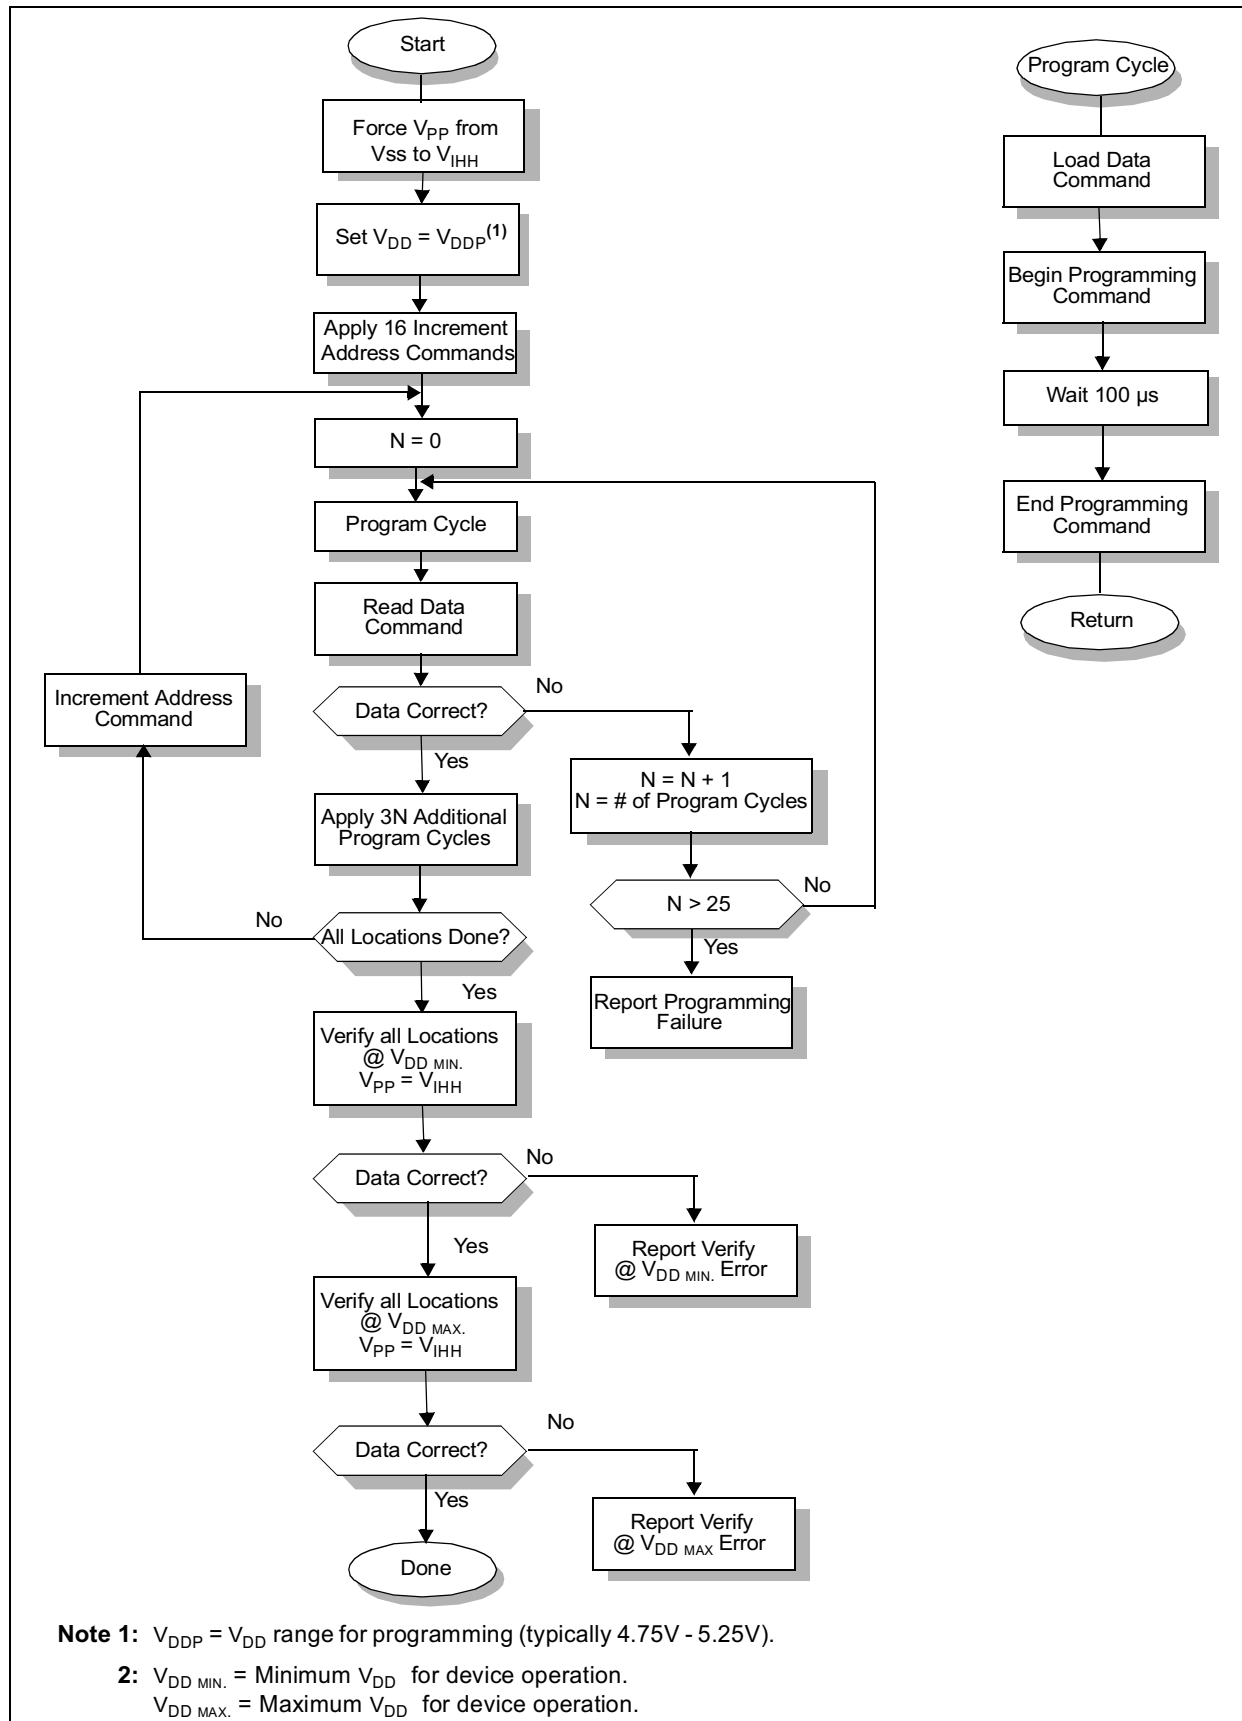 Start
Force VPP from
Vss to VIHH
Set VDD = VDDP(1)
Apply 16 Increment
Address Commands
N = 0
Program Cycle
Read Data
Command
Data Correct?
No
Yes
N = N + 1
N = # of Program Cycles
N > 25
No
Yes
Report Programming
Failure
Apply 3N Additional
Program Cycles
All Locations Done?
No
Increment Address
Command
Yes
Verify all Locations
@ VDD MIN.
VPP = VIHH
Data Correct?
No
Report Verify
@ VDD MIN. Error
Yes
Verify all Locations
@ VDD MAX.
VPP = VIHH
Data Correct?
No
Report Verify
@ VDD MAX Error
Yes
Done
Program Cycle
Load Data
Command
Begin Programming
Command
Wait 100 µs
End Programming
Command
Return
Note 1: VDDP = VDD range for programming (typically 4.75V - 5.25V).
2: VDD MIN. = Minimum VDD for device operation.
VDD MAX. = Maximum VDD for device operation.